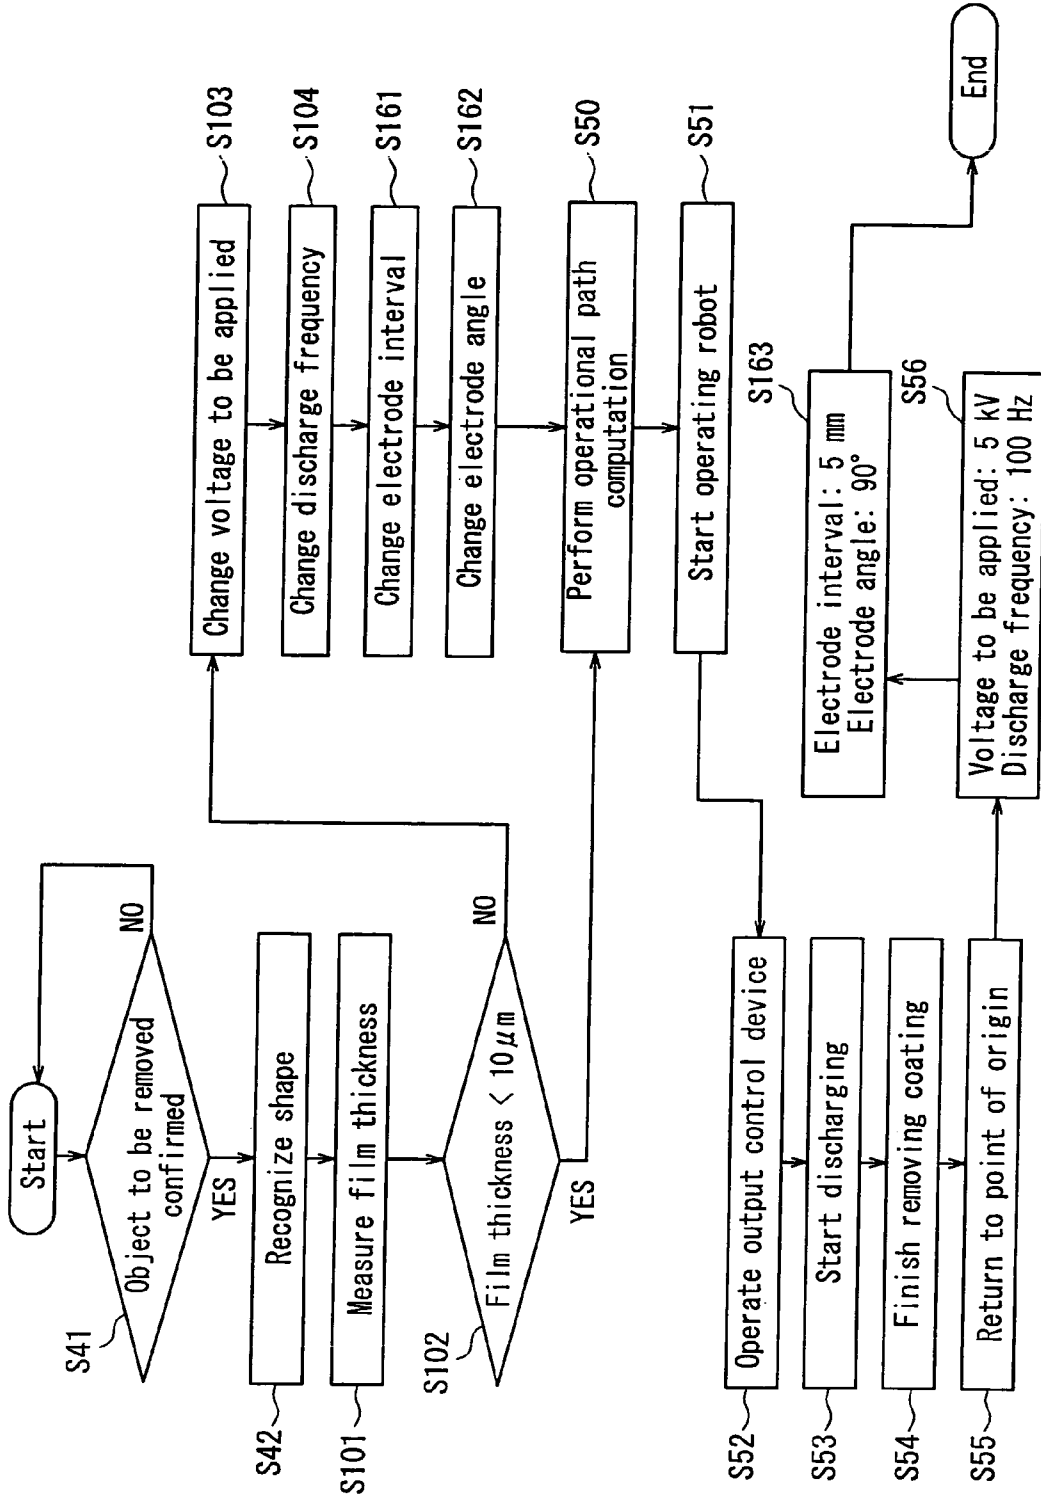 Start
S41
Object to be removed
confirmed
NO
YES
S42
Recognize shape
S101
Measure film thickness
S102
Film thickness < 10μm
NO
YES
Change voltage to be applied
S103
Change discharge frequency
S104
Change electrode interval
S161
Change electrode angle
S162
Perform operational path
computation
S50
Start operating robot
S51
S52
Operate output control device
S53
Start discharging
S54
Finish removing coating
S55
Return to point of origin
Voltage to be applied: 5 kV
Discharge frequency: 100 Hz
S56
Electrode interval: 5 mm
Electrode angle: 90°
S163
End